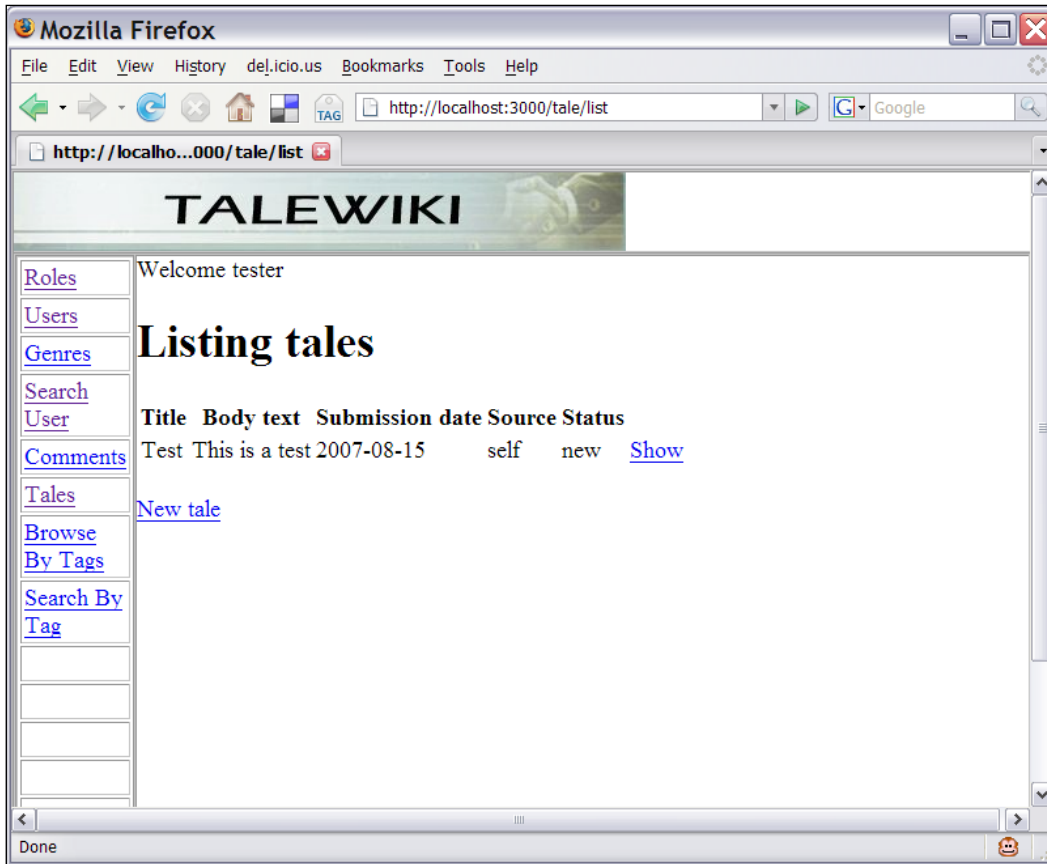 Mozilla Firefox
File Edit View History del.icio.us Bookmarks Tools Help
TAG http://localhost:3000/tale/list G Google
http://localho...000/tale/list
TALEWIKI
Roles
Users
Genres
Search
User
Comments
Tales
Browse
By Tags
Search By
Tag
Welcome tester
Listing tales
Title Body text Submission date Source Status
Test This is a test 2007-08-15 self new Show
New tale
Done